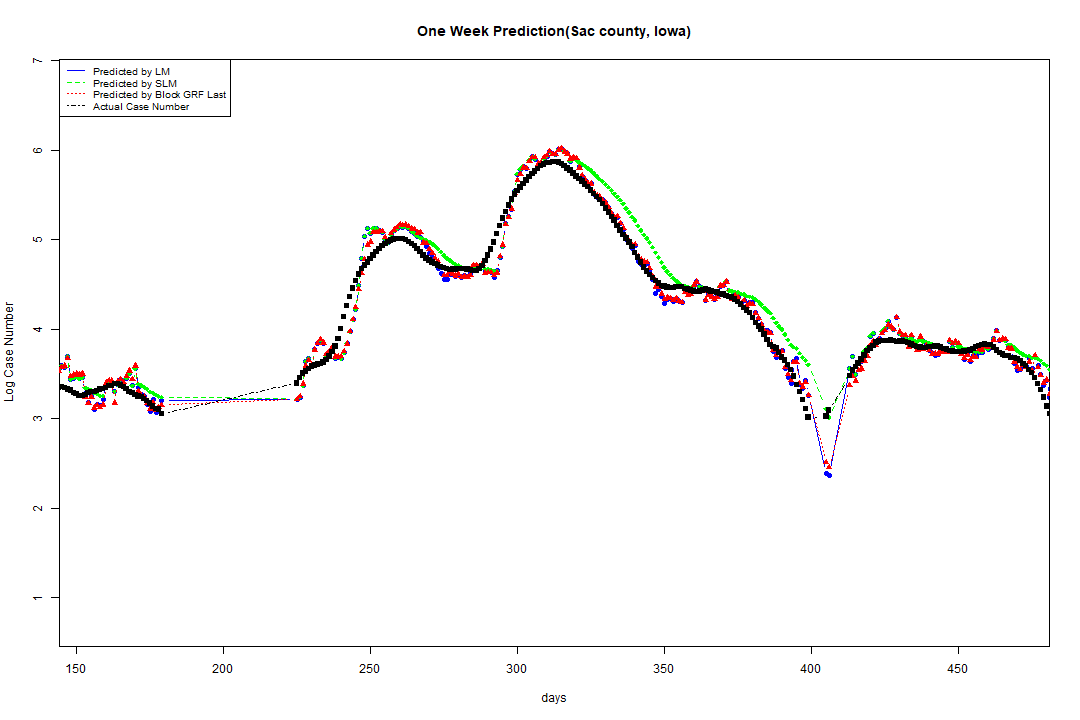 One Week Prediction(Sac county, Iowa)
Predicted by LM
Predicted by SLM
Predicted by Block GRF Last
Actual Case Number
Log Case Number
7
6
5
4
3
2
1
150 200 250 300 350 400 450
days